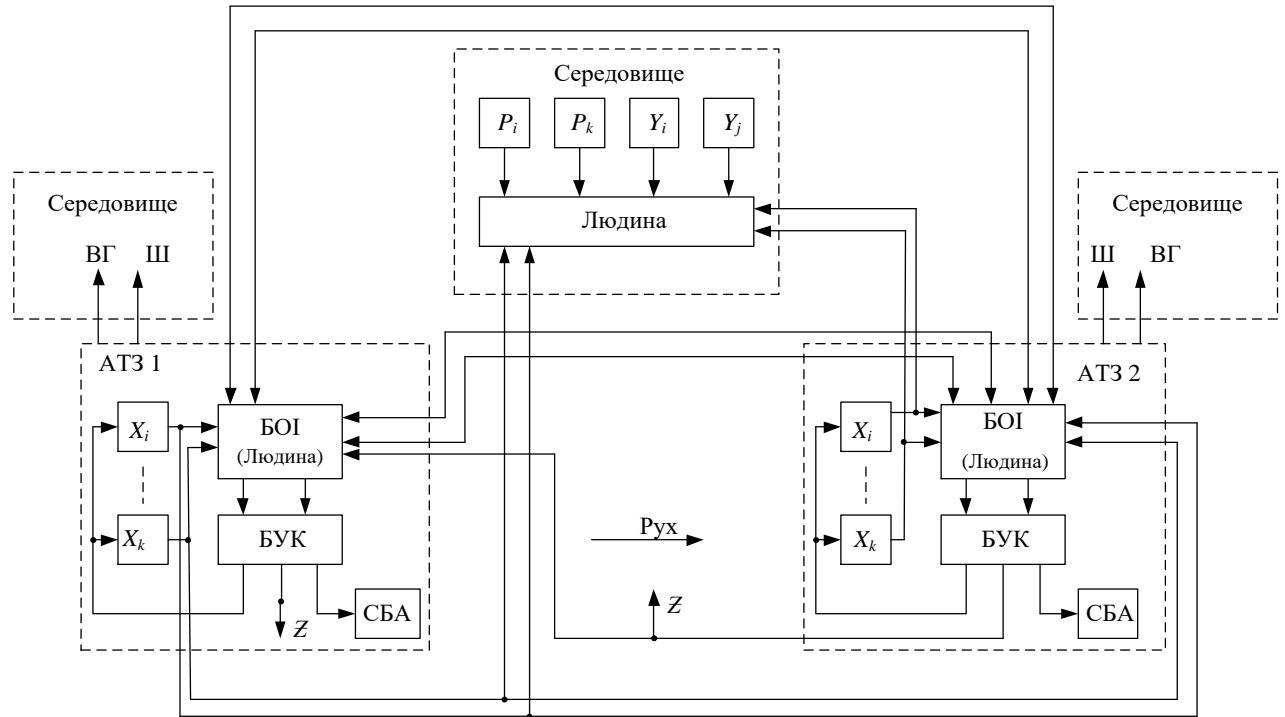 Середовище
P_i P_k Y_i Y_j
Людина
Середовище
ВГ Ш
Середовище
Ш ВГ
АТЗ 1
X_i
БОІ
(Людина)
X_k
БУК
СБА
Ƶ
Рух
Ƶ
АТЗ 2
X_i
БОІ
(Людина)
X_k
БУК
СБА